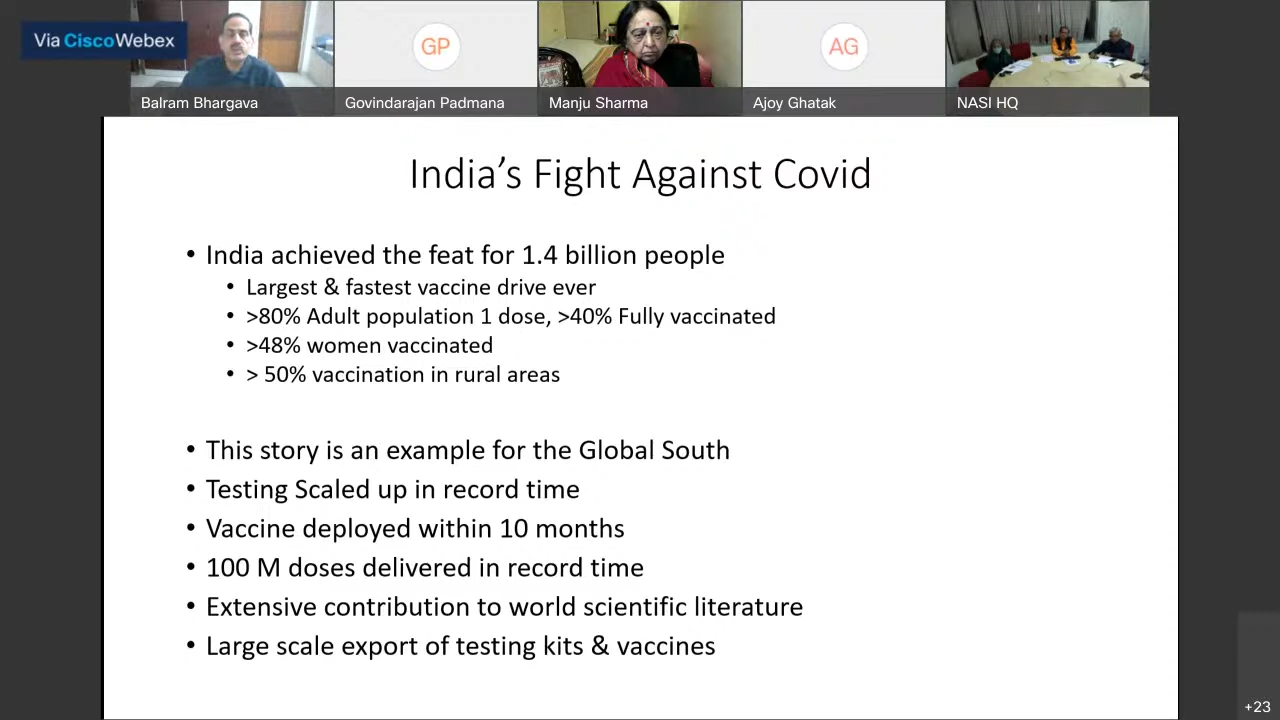 Via Cisco Webex
GP
AG
Balram Bhargava
Govindarajan Padmana
Manju Sharma
Ajoy Ghatak
NASI HQ
India’s Fight Against Covid
• India achieved the feat for 1.4 billion people
• Largest & fastest vaccine drive ever
• >80% Adult population 1 dose, >40% Fully vaccinated
• >48% women vaccinated
• > 50% vaccination in rural areas
• This story is an example for the Global South
• Testing Scaled up in record time
• Vaccine deployed within 10 months
• 100 M doses delivered in record time
• Extensive contribution to world scientific literature
• Large scale export of testing kits & vaccines
+23